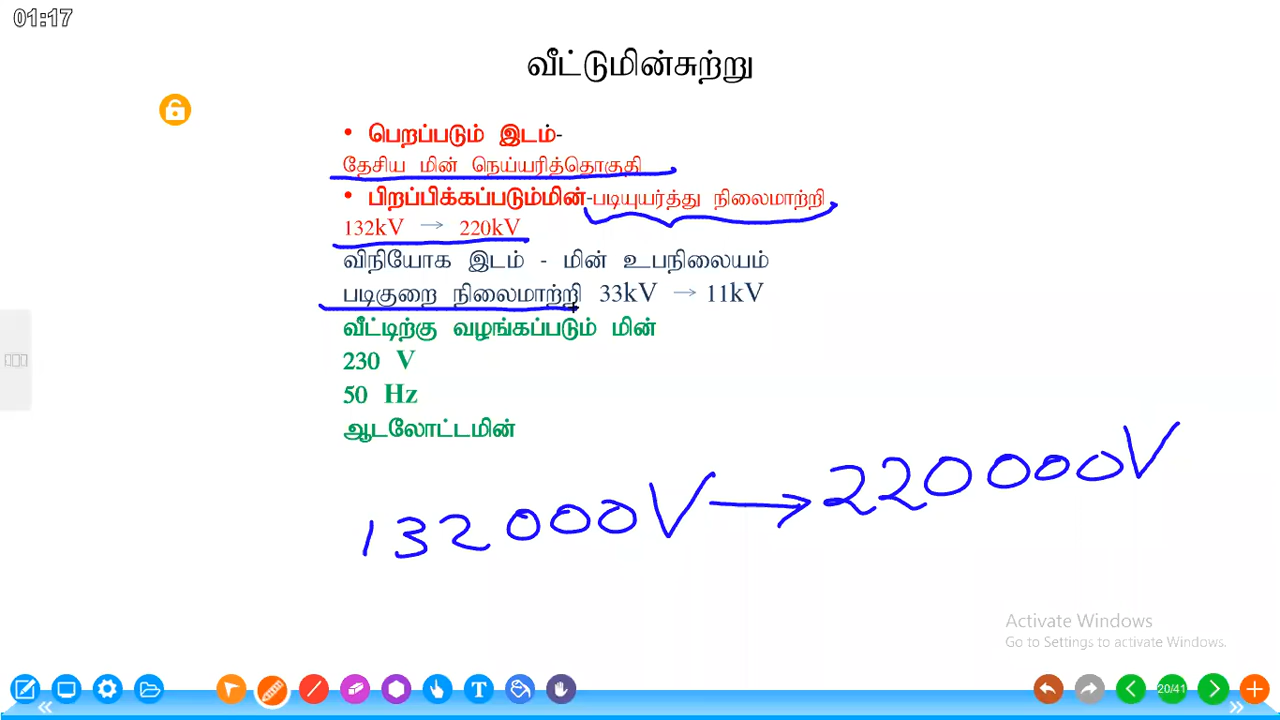 01:17
வீட்டுமின்சுற்று
• பெறப்படும் இடம்-
தேசிய மின் நெய்யரித்தொகுதி
• பிறப்பிக்கப்படும்மின்-படியுயர்த்து நிலைமாற்றி
132kV → 220kV
விநியோக இடம் - மின் உபநிலையம்
படிகுறை நிலைமாற்றி 33kV → 11kV
வீட்டிற்கு வழங்கப்படும் மின்
230 V
50 Hz
ஆடலோட்டமின்
132000V → 220000V
Activate Windows
Go to Settings to activate Windows.
20/41